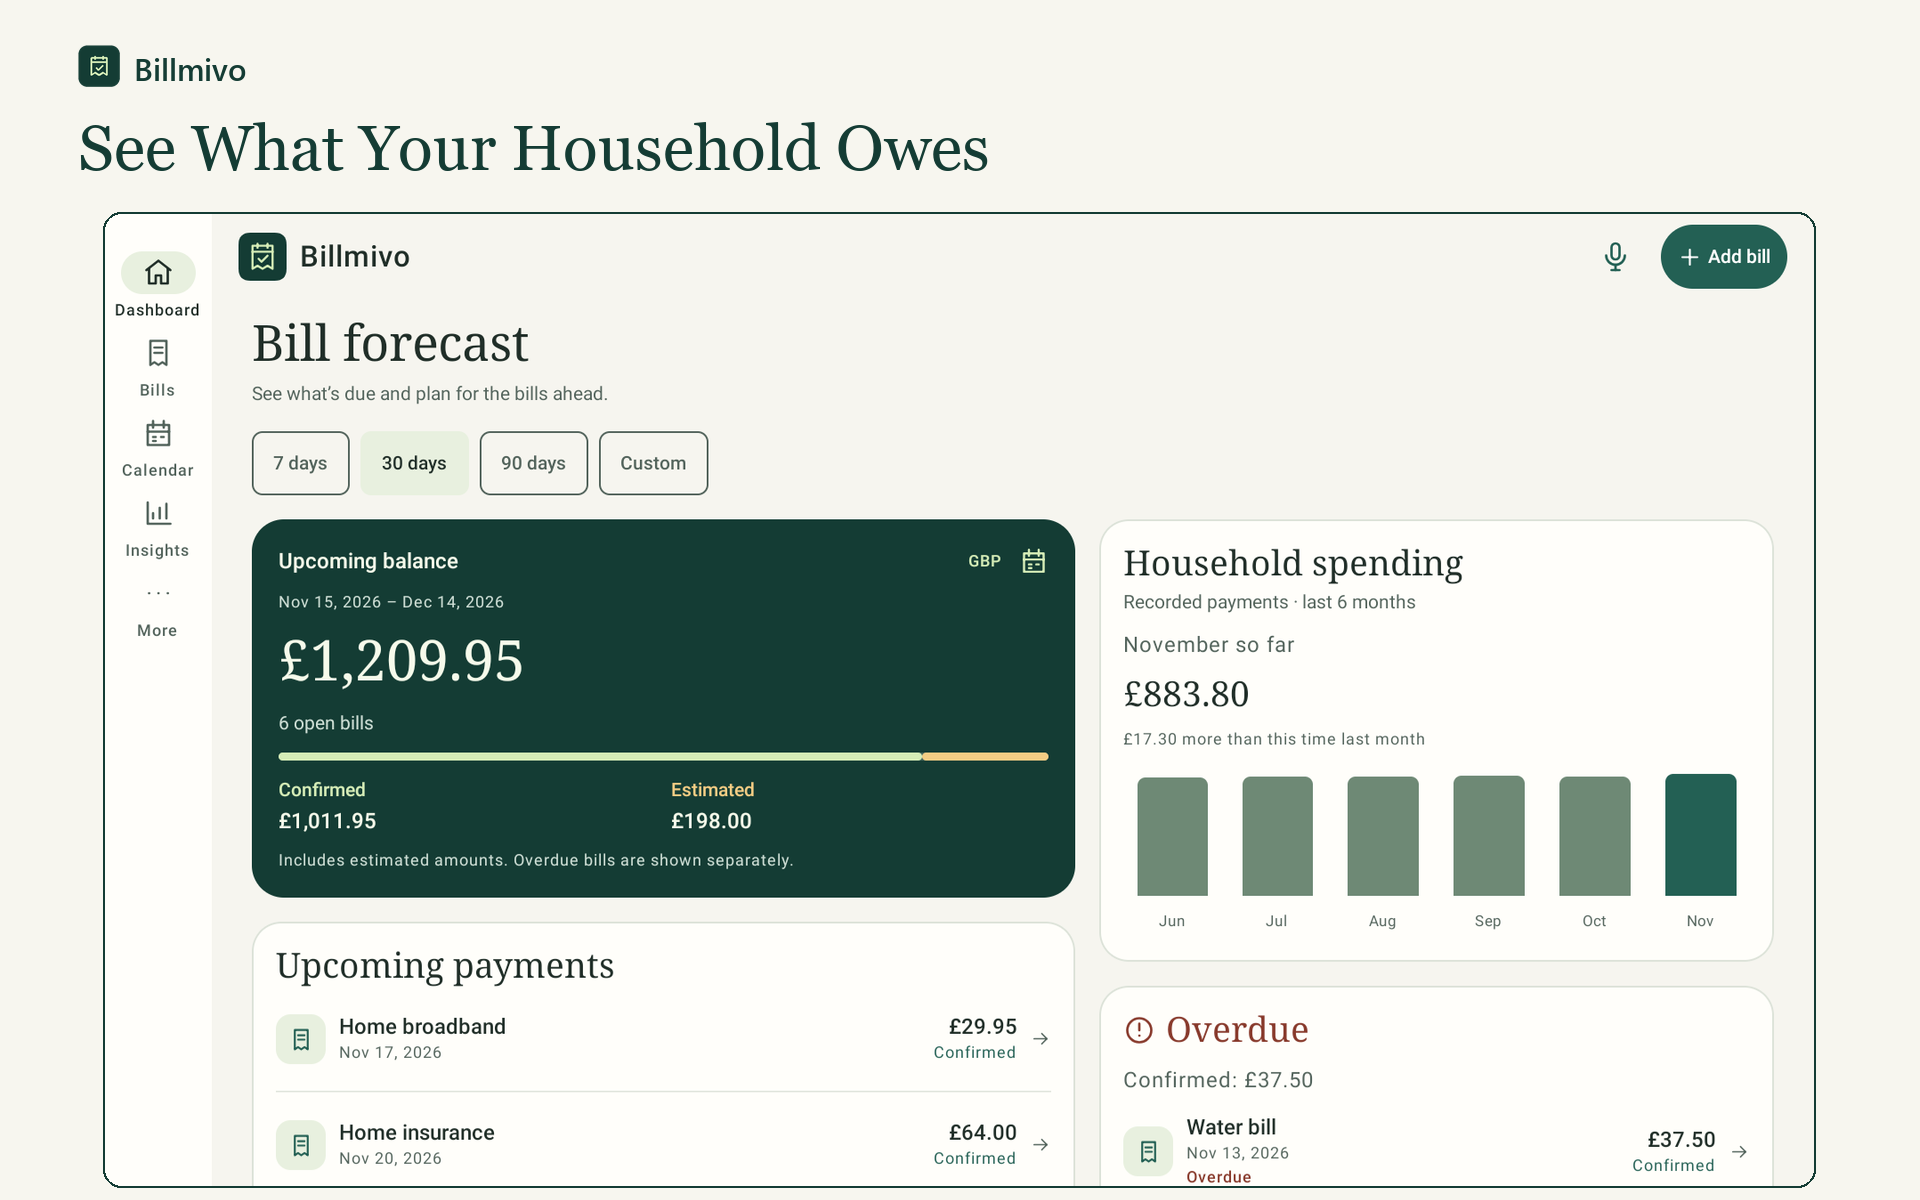 Billmivo
See What Your Household Owes
Dashboard
Bills
Calendar
Insights
More
Billmivo
Add bill
Bill forecast
See what’s due and plan for the bills ahead.
7 days
30 days
90 days
Custom
Upcoming balance
GBP
Nov 15, 2026 – Dec 14, 2026
£1,209.95
6 open bills
Confirmed
£1,011.95
Estimated
£198.00
Includes estimated amounts. Overdue bills are shown separately.
Upcoming payments
Home broadband
Nov 17, 2026
£29.95
Confirmed
Home insurance
Nov 20, 2026
£64.00
Confirmed
Household spending
Recorded payments · last 6 months
November so far
£883.80
£17.30 more than this time last month
Jun
Jul
Aug
Sep
Oct
Nov
Overdue
Confirmed: £37.50
Water bill
Nov 13, 2026
Overdue
£37.50
Confirmed